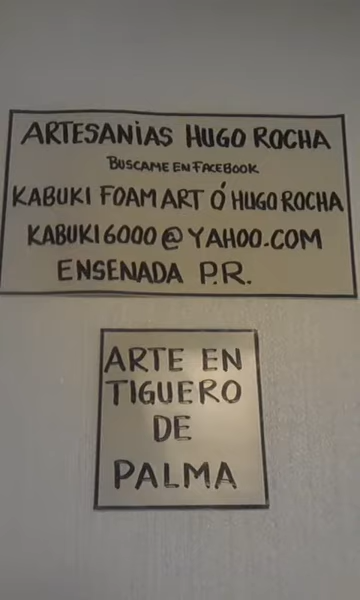 ARTESANIAS HUGO ROCHA
BUSCAME EN FACEBOOK
KABUKI FOAM ART Ó HUGO ROCHA
KABUKI6000@YAHOO.COM
ENSENADA P.R.
ARTE EN
TIGUERO
DE
PALMA